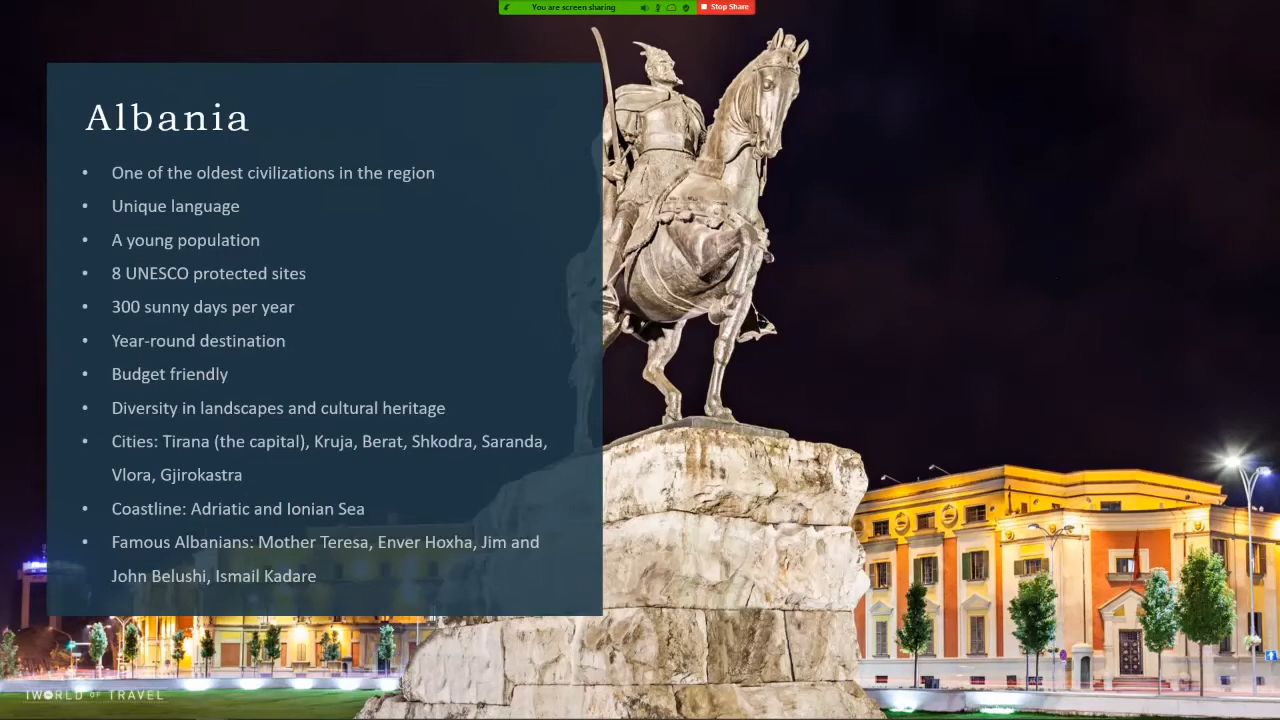 You are screen sharing
Stop Share
Albania
• One of the oldest civilizations in the region
• Unique language
• A young population
• 8 UNESCO protected sites
• 300 sunny days per year
• Year-round destination
• Budget friendly
• Diversity in landscapes and cultural heritage
• Cities: Tirana (the capital), Kruja, Berat, Shkodra, Saranda,
Vlora, Gjirokastra
• Coastline: Adriatic and Ionian Sea
• Famous Albanians: Mother Teresa, Enver Hoxha, Jim and
John Belushi, Ismail Kadare
IWORLD OF TRAVEL